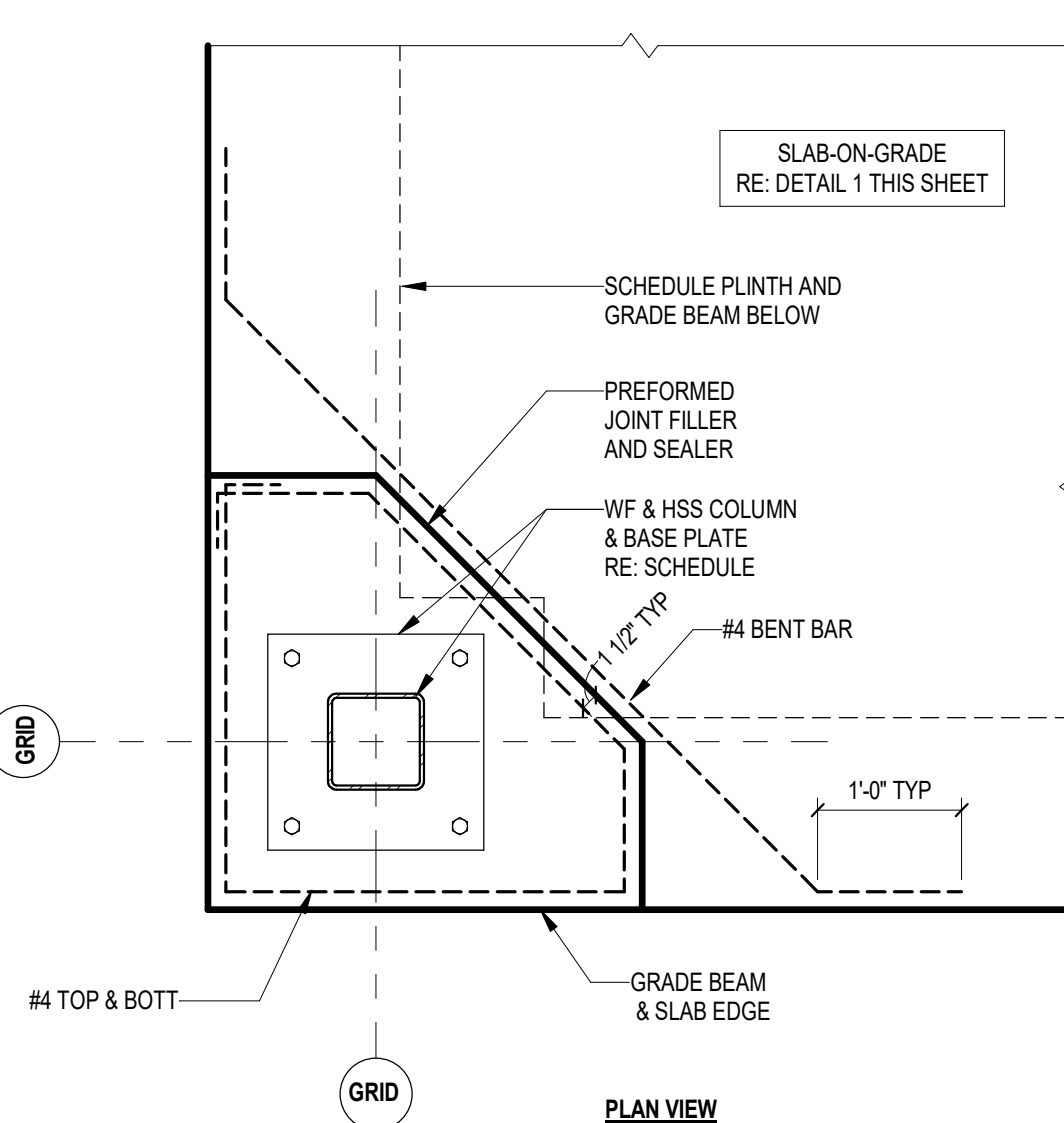 SLAB-ON-GRADE
RE: DETAIL 1 THIS SHEET
SCHEDULE PLINTH AND
GRADE BEAM BELOW
PREFORMED
JOINT FILLER
AND SEALER
WF & HSS COLUMN
& BASE PLATE
RE: SCHEDULE
1 1/2" TYP
#4 BENT BAR
GRID
1'-0" TYP
#4 TOP & BOTT
GRADE BEAM
& SLAB EDGE
GRID
PLAN VIEW